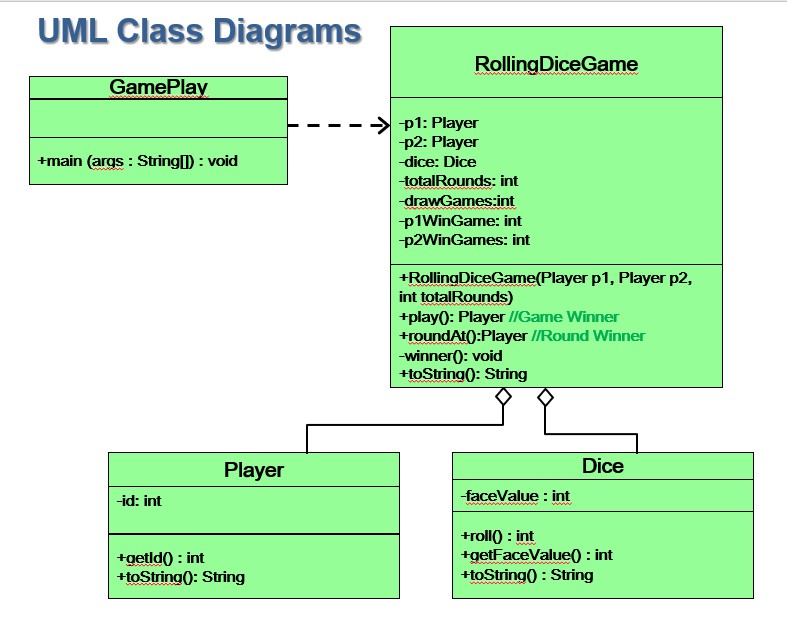 UML Class Diagrams
GamePlay
+main (args : String[]) : void
RollingDiceGame
-p1: Player
-p2: Player
-dice: Dice
-totalRounds: int
-drawGames:int
-p1WinGame: int
-p2WinGames: int
+RollingDiceGame(Player p1, Player p2,
int totalRounds)
+play(): Player //Game Winner
+roundAt():Player //Round Winner
-winner(): void
+toString(): String
Player
-id: int
+getId() : int
+toString(): String
Dice
-faceValue : int
+roll() : int
+getFaceValue() : int
+toString() : String